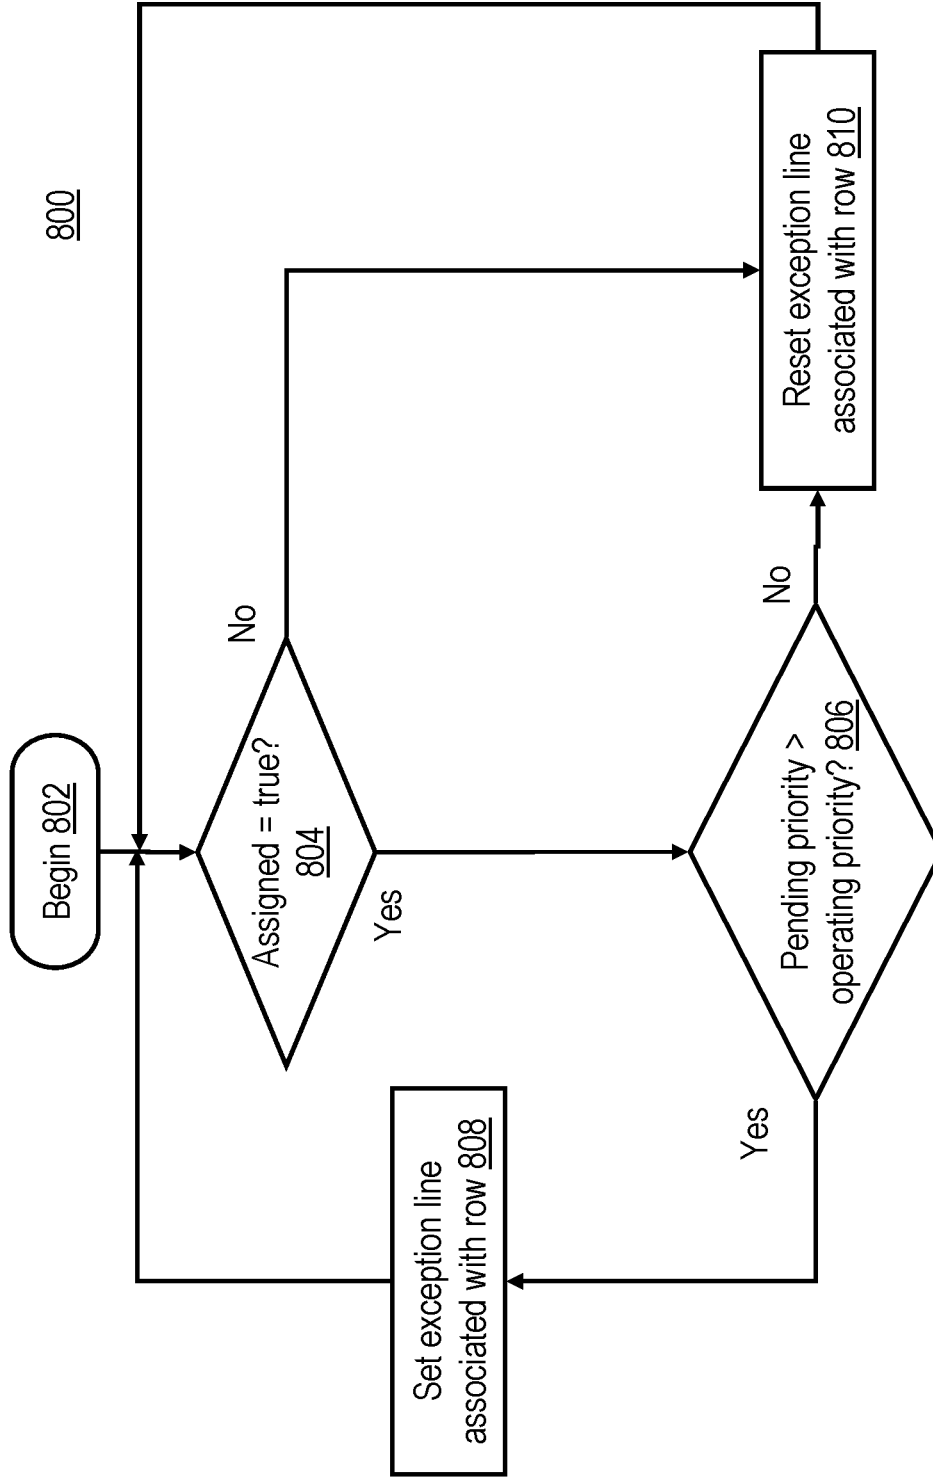 800
Begin 802
Assigned = true?
804
No
Yes
Pending priority >
operating priority? 806
Yes
No
Set exception line
associated with row 808
Reset exception line
associated with row 810